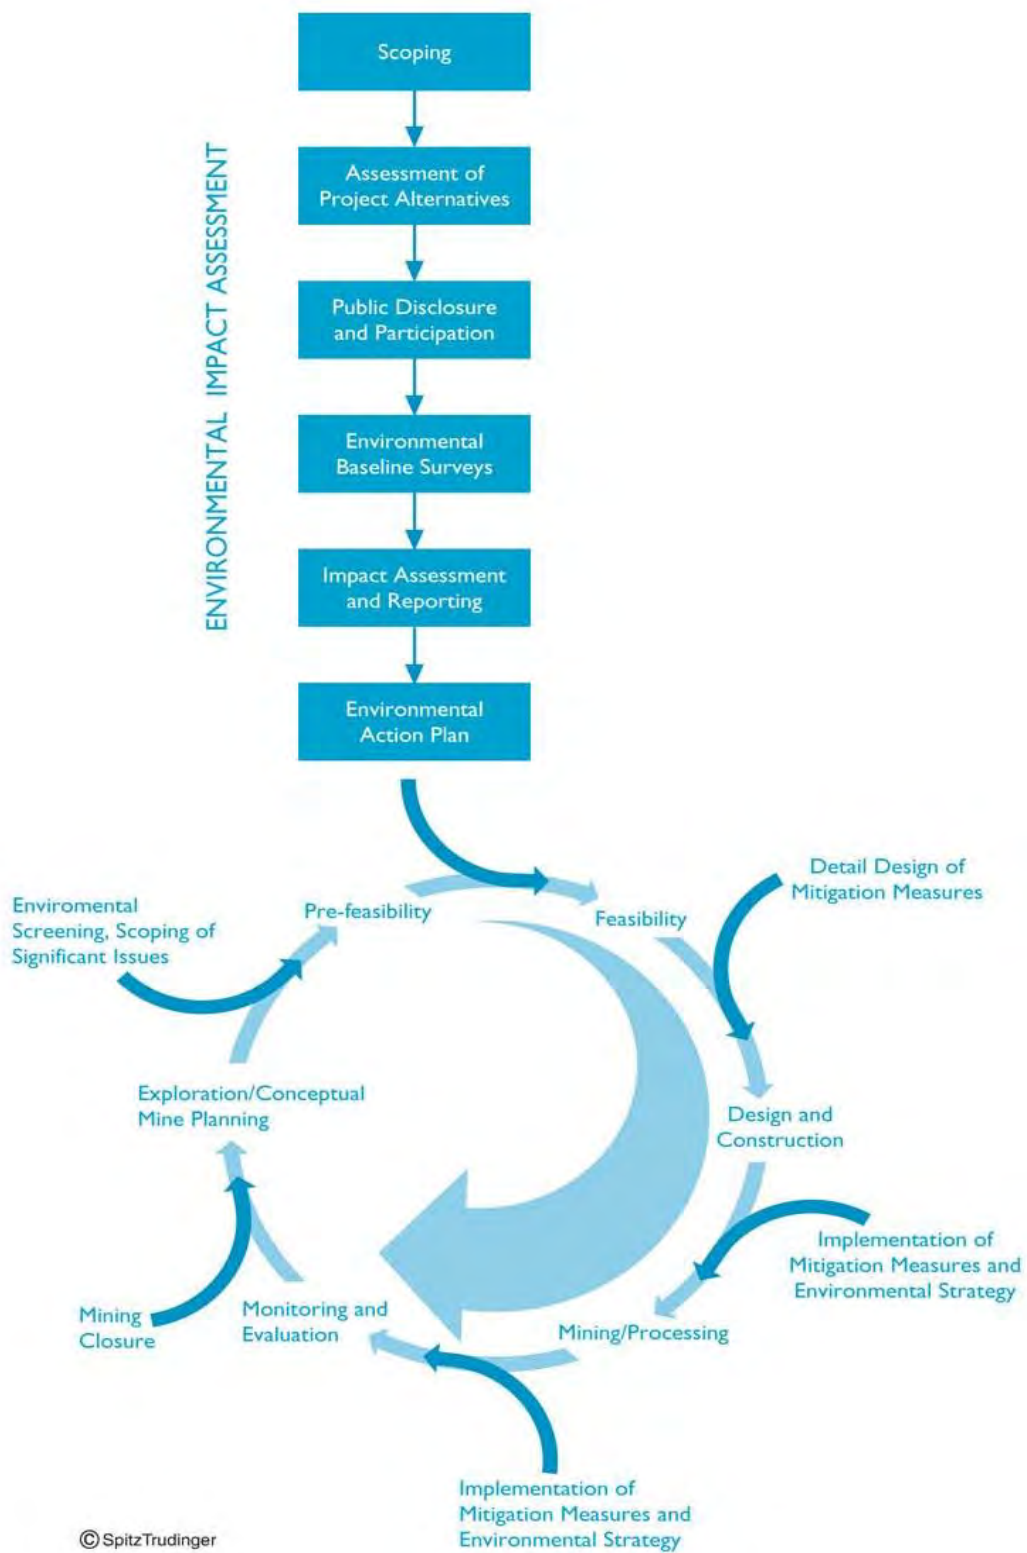 Scoping
ENVIRONMENTAL IMPACT ASSESSMENT
Assessment of
Project Alternatives
Public Disclosure
and Participation
Environmental
Baseline Surveys
Impact Assessment
and Reporting
Environmental
Action Plan
Detail Design of
Mitigation Measures
Enviromental
Screening, Scoping of
Significant Issues
Pre-feasibility
Feasibility
Exploration/Conceptual
Mine Planning
Design and
Construction
Implementation of
Mitigation Measures and
Environmental Strategy
Mining
Closure
Monitoring and
Evaluation
Mining/Processing
Implementation of
Mitigation Measures and
Environmental Strategy
© SpitzTrudinger